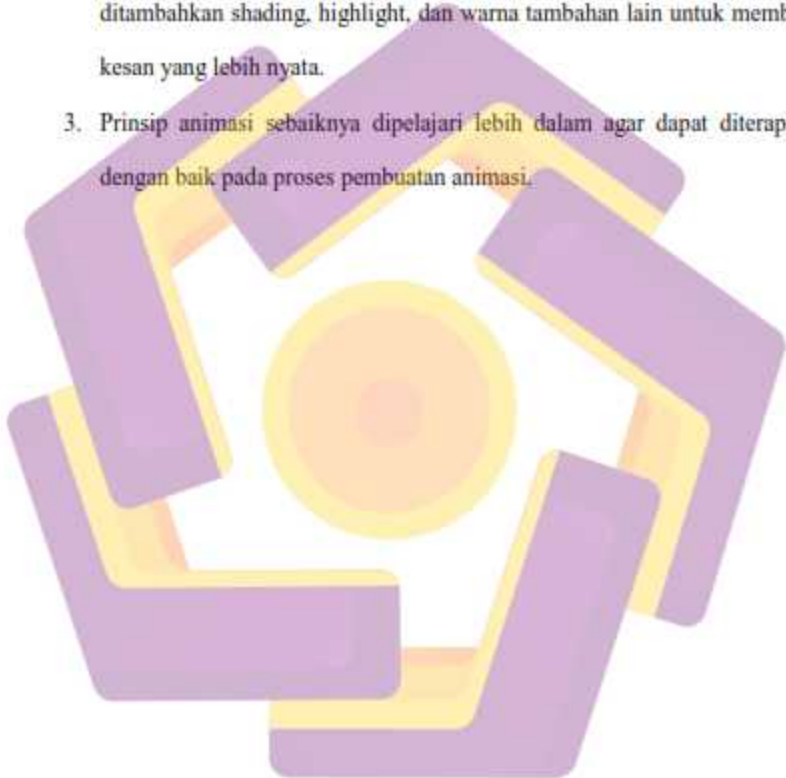 ditambahkan shading, highlight, dan warna tambahan lain untuk memb
kesan yang lebih nyata.
3. Prinsip animasi sebaiknya dipelajari lebih dalam agar dapat diterap
dengan baik pada proses pembuatan animasi.